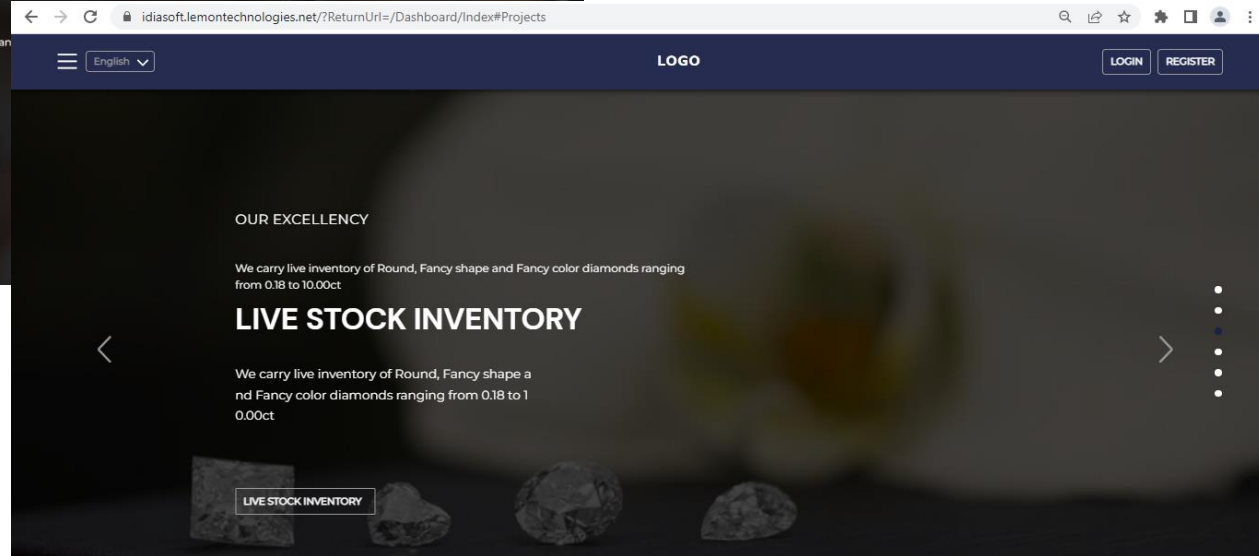 idiasoft.lemontechnologies.net/?ReturnUrl=/Dashboard/Index#Projects
an
English
LOGO
LOGIN
REGISTER
OUR EXCELLENCY
We carry live inventory of Round, Fancy shape and Fancy color diamonds ranging
from 0.18 to 10.00ct
LIVE STOCK INVENTORY
We carry live inventory of Round, Fancy shape a
nd Fancy color diamonds ranging from 0.18 to 1
0.00ct
LIVE STOCK INVENTORY